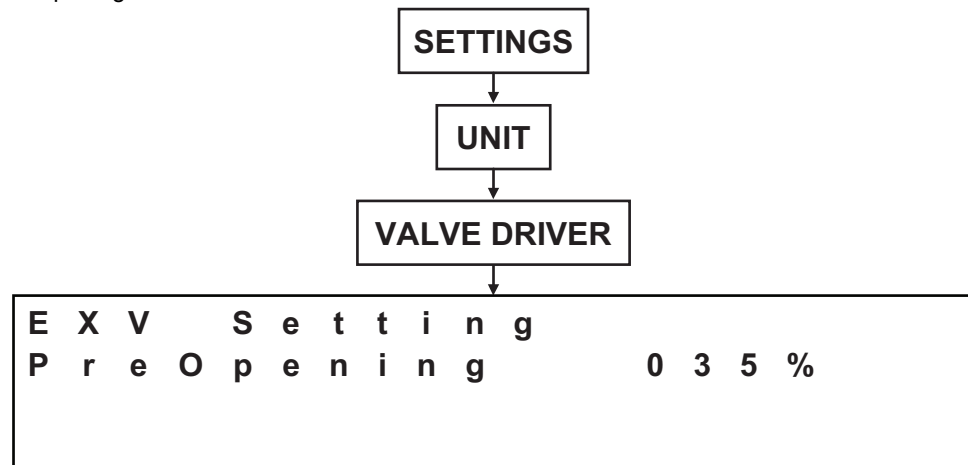 SETTINGS
UNIT
VALVE DRIVER
EXV Setting
PreOpening 035%